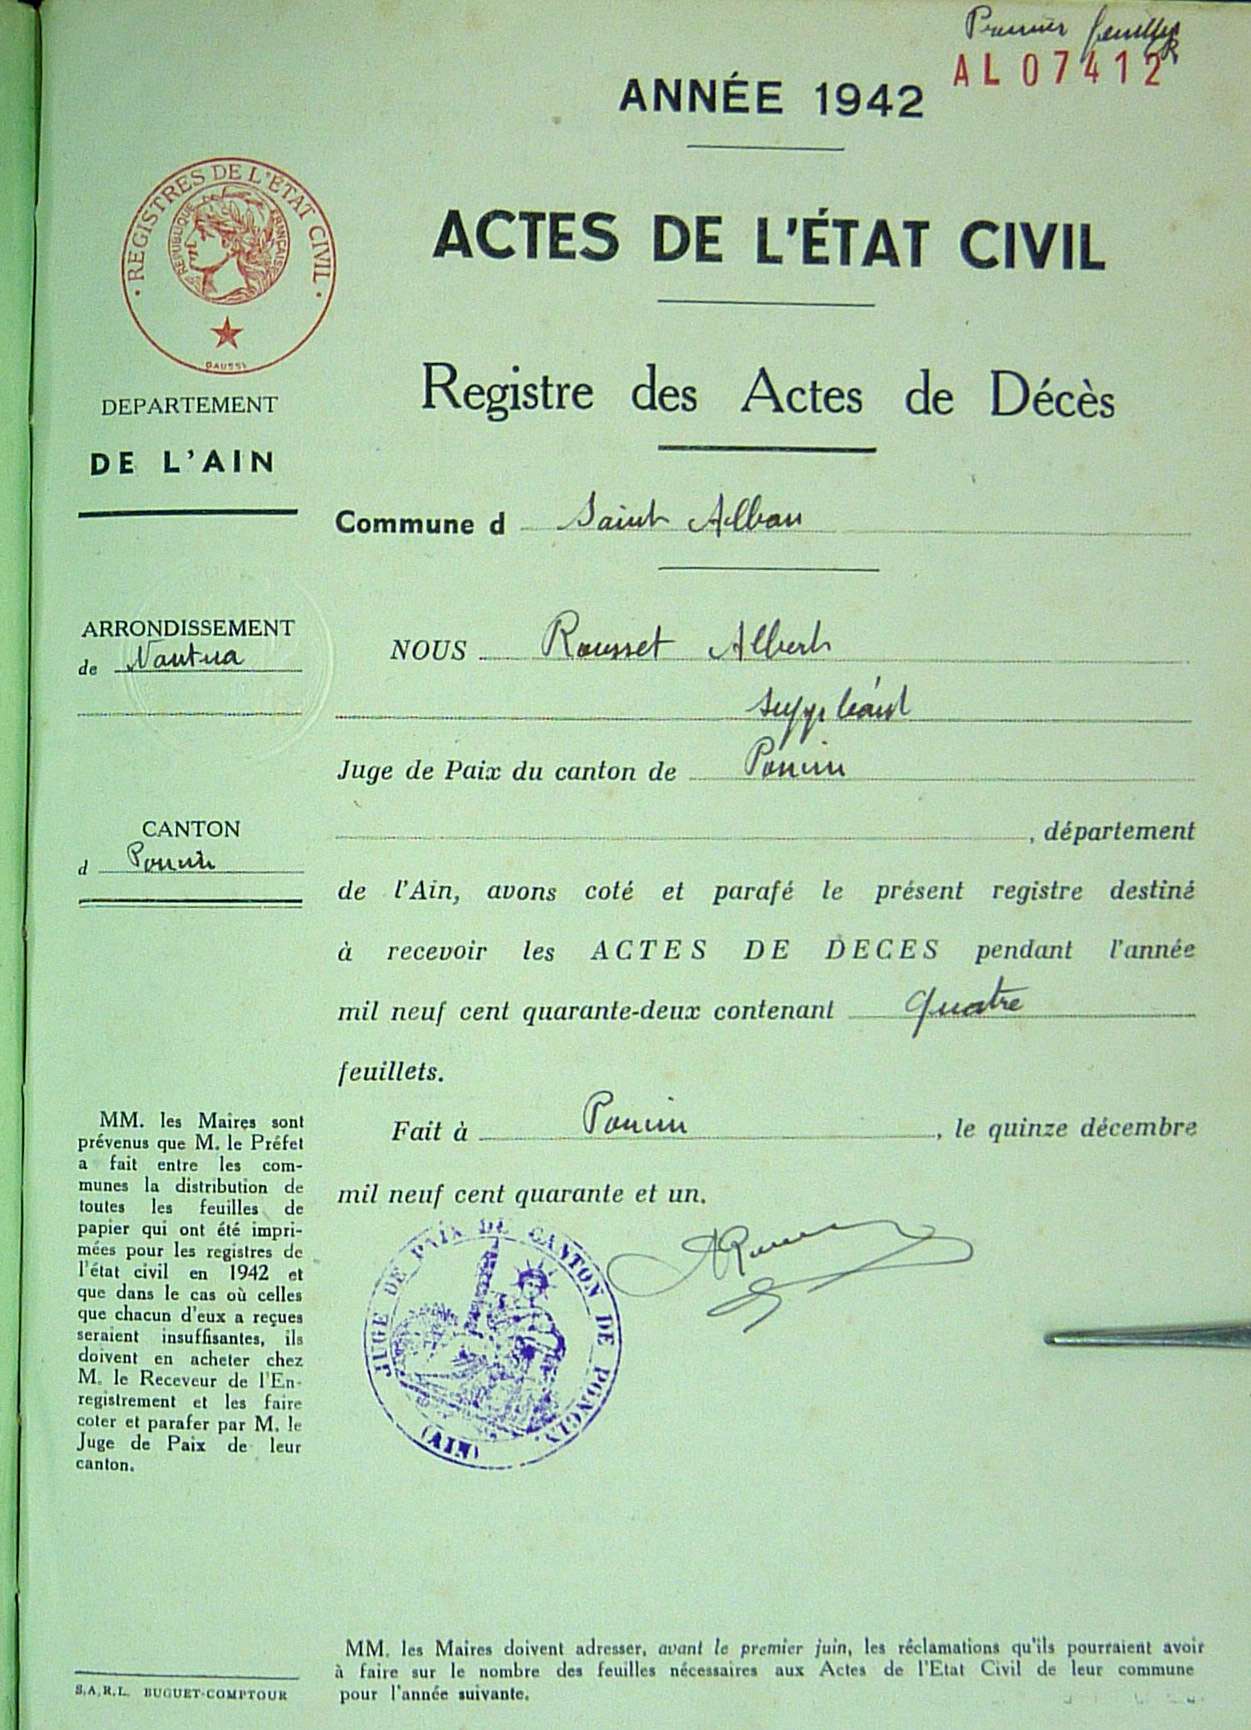 Premier feuillet
AL 07412
ANNÉE 1942
REGISTRES DE L'ÉTAT CIVIL
RÉPUBLIQUE FRANÇAISE
ACTES DE L'ÉTAT CIVIL
Registre des Actes de Décès
DEPARTEMENT
DE L'AIN
Commune d Saint Alban
ARRONDISSEMENT
de Nantua
NOUS Rousset Albert
suppléant
Juge de Paix du canton de Poncin
CANTON
d Poncin
, département
de l'Ain, avons coté et parafé le présent registre destiné
à recevoir les ACTES DE DECES pendant l'année
mil neuf cent quarante-deux contenant quatre
feuillets.
Fait à Poncin, le quinze décembre
mil neuf cent quarante et un.
MM. les Maires sont
prévenus que M. le Préfet
a fait entre les com-
munes la distribution de
toutes les feuilles de
papier qui ont été impri-
mées pour les registres de
l'état civil en 1942 et
que dans le cas où celles
que chacun d'eux a reçues
seraient insuffisantes, ils
doivent en acheter chez
M. le Receveur de l'En-
registrement et les faire
coter et parafer par M. le
Juge de Paix de leur
canton.
JUGE DE PAIX DE CANTON DE PONCIN.
(AIN)
MM. les Maires doivent adresser, avant le premier juin, les réclamations qu'ils pourraient avoir
à faire sur le nombre des feuilles nécessaires aux Actes de l'Etat Civil de leur commune
pour l'année suivante.
S.A.R.L. BUGUET-COMPTOUR